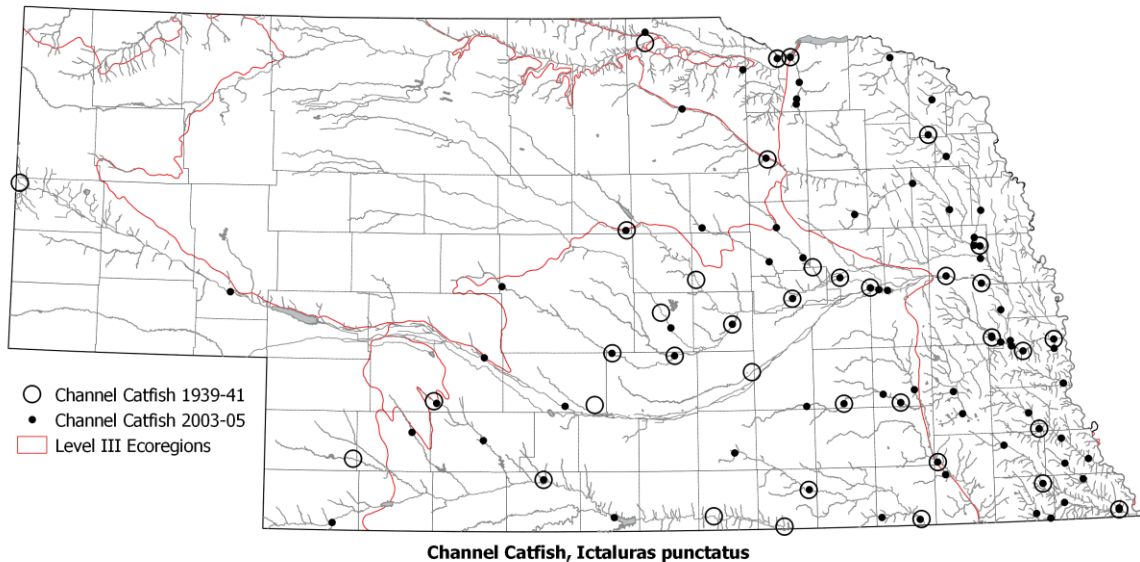 Channel Catfish 1939-41
Channel Catfish 2003-05
Level III Ecoregions
Channel Catfish, Ictaluras punctatus